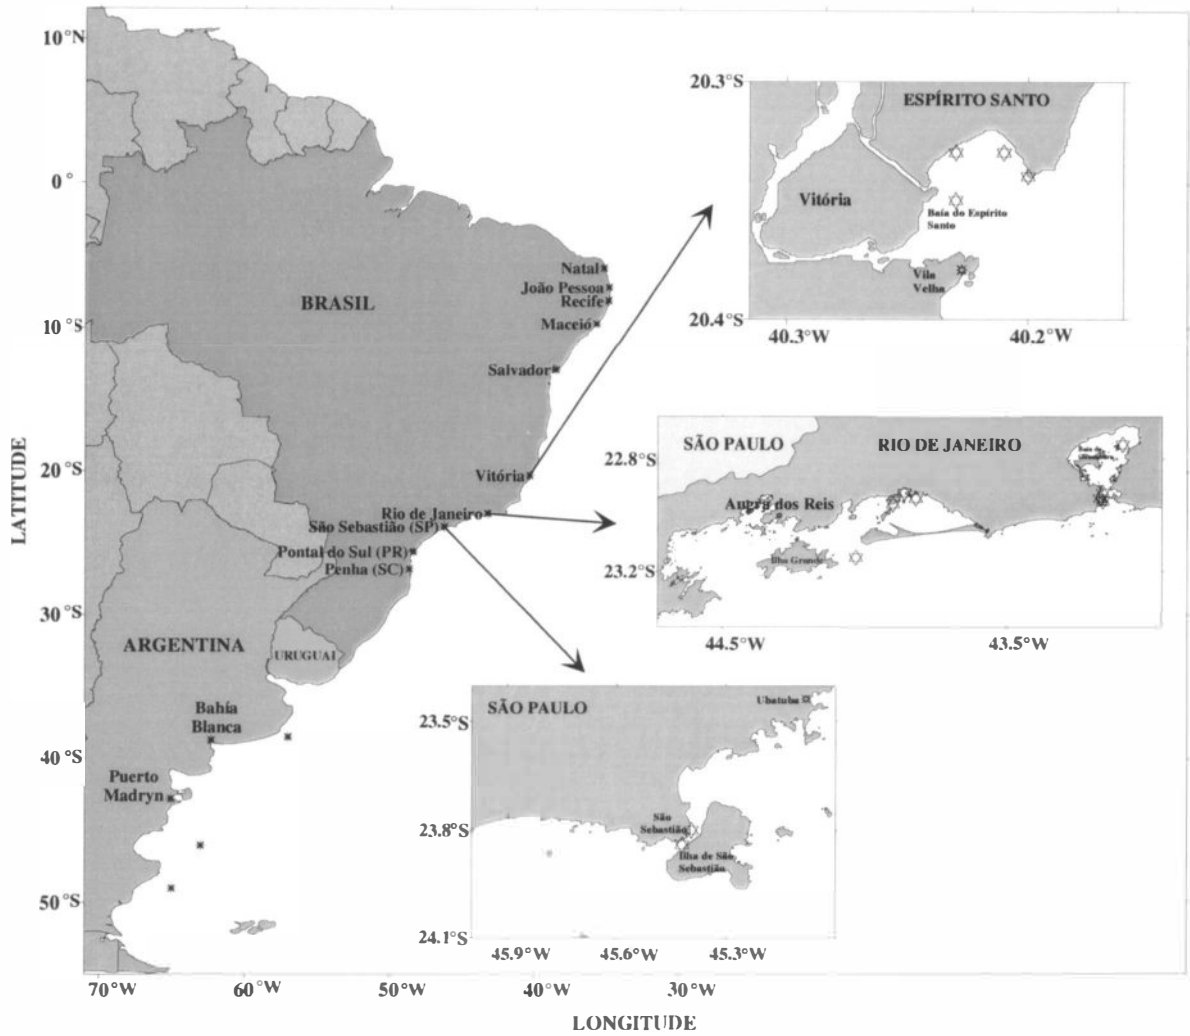 10°N
0°
10°S
20°S
30°S
40°S
50°S
LATITUDE
70°W
60°W
50°W
40°W
30°W
LONGITUDE
BRASIL
Natal
João Pessoa
Recife
Maceió
Salvador
Vitória
Rio de Janeiro
São Sebastião (SP)
Pontal do Sul (PR)
Penha (SC)
ARGENTINA
URUGUAI
Bahía
Blanca
Puerto
Madryn
20.3°S
ESPÍRITO SANTO
Vitória
Baía do Espírito
Santo
Vila
Velha
20.4°S
40.3°W
40.2°W
SÃO PAULO
RIO DE JANEIRO
22.8°S
Angra dos Reis
Ilha Grande
23.2°S
44.5°W
43.5°W
SÃO PAULO
Ubatuba
23.5°S
São
Sebastião
23.8°S
Ilha de São
Sebastião
24.1°S
45.9°W
45.6°W
45.3°W